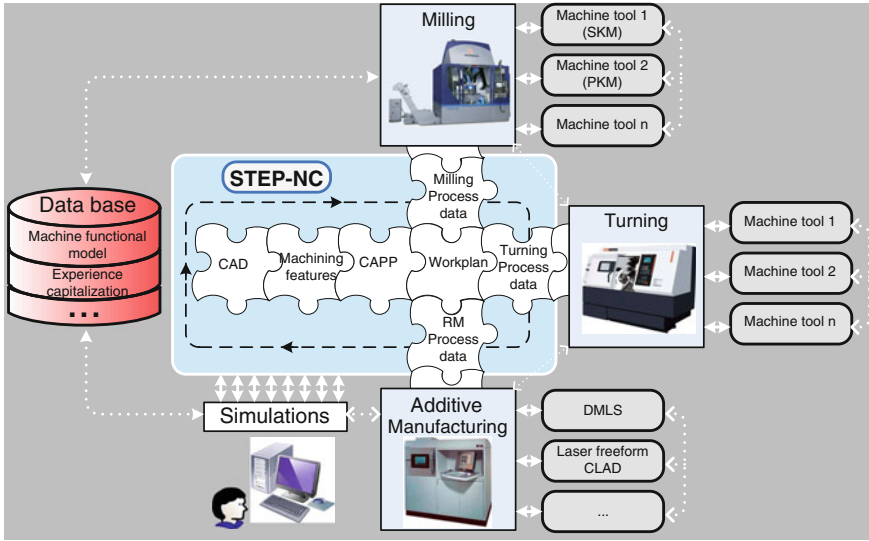 Milling
Machine tool 1
(SKM)
Machine tool 2
(PKM)
Machine tool n
STEP-NC
Milling
Process
data
Data base
Machine functional
model
Experience
capitalization
...
CAD
Machining
features
CAPP
Workplan
Turning
Process
data
RM
Process
data
Turning
Machine tool 1
Machine tool 2
Machine tool n
Simulations
Additive
Manufacturing
DMLS
Laser freeform
CLAD
...